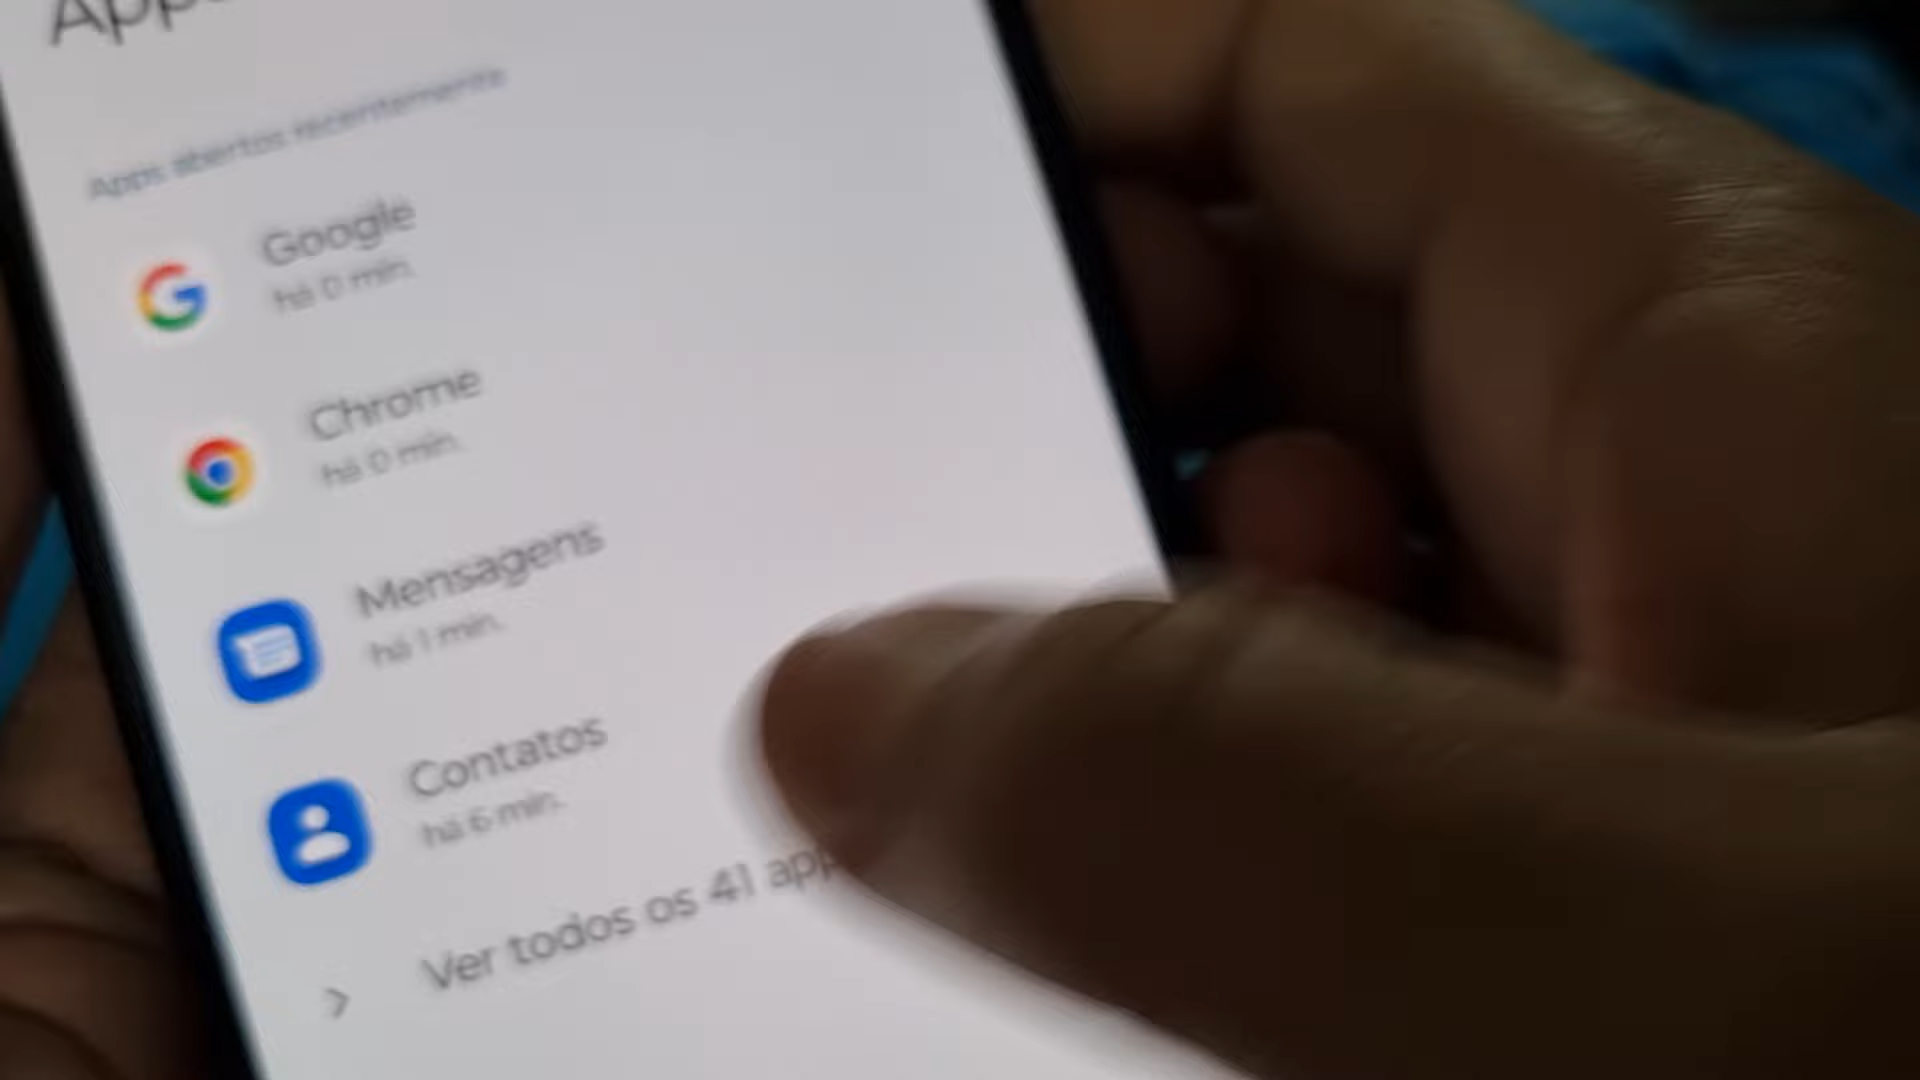 Apps abertos recentemente
Google
há 0 min.
Chrome
há 0 min.
Mensagens
há 1 min.
Contatos
há 6 min.
Ver todos os 41